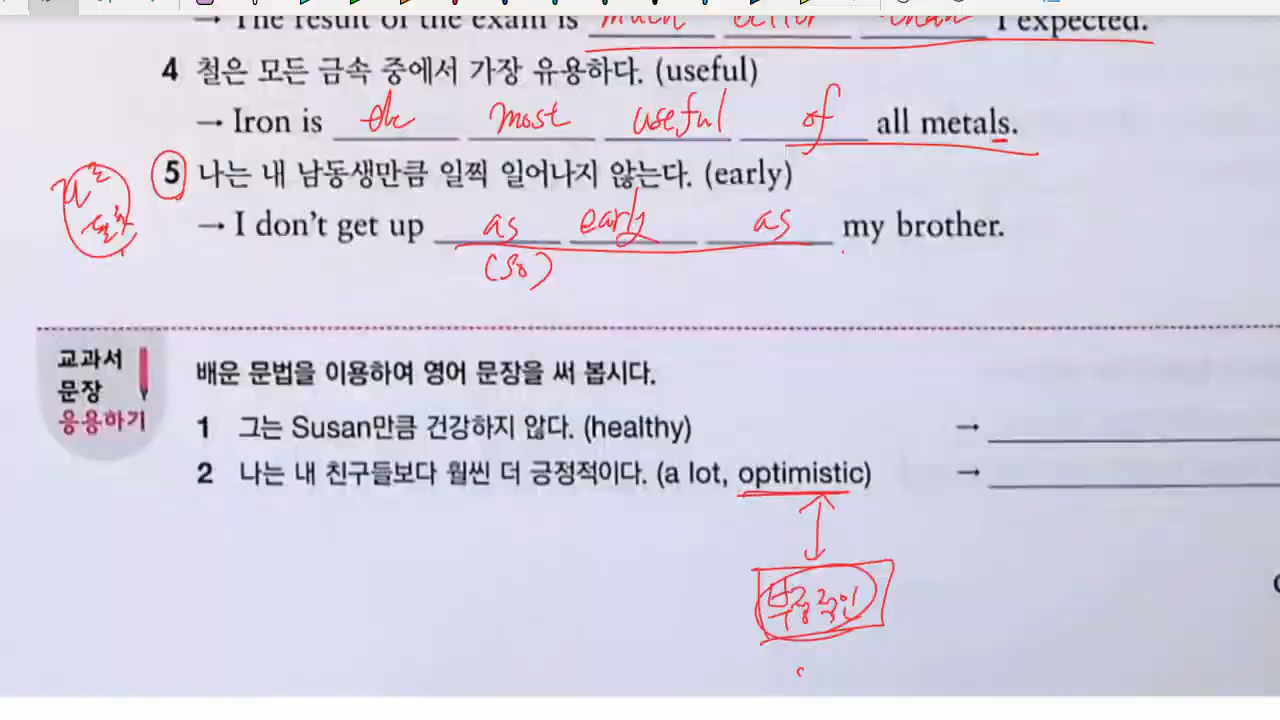 → The result of the exam is much better than I expected.
4 철은 모든 금속 중에서 가장 유용하다. (useful)
→ Iron is the most useful of all metals.
5 나는 내 남동생만큼 일찍 일어나지 않는다. (early)
→ I don't get up as early as my brother.
(so)
교과서
문장
응용하기
배운 문법을 이용하여 영어 문장을 써 봅시다.
1 그는 Susan만큼 건강하지 않다. (healthy) →
2 나는 내 친구들보다 훨씬 더 긍정적이다. (a lot, optimistic) →
부정적인